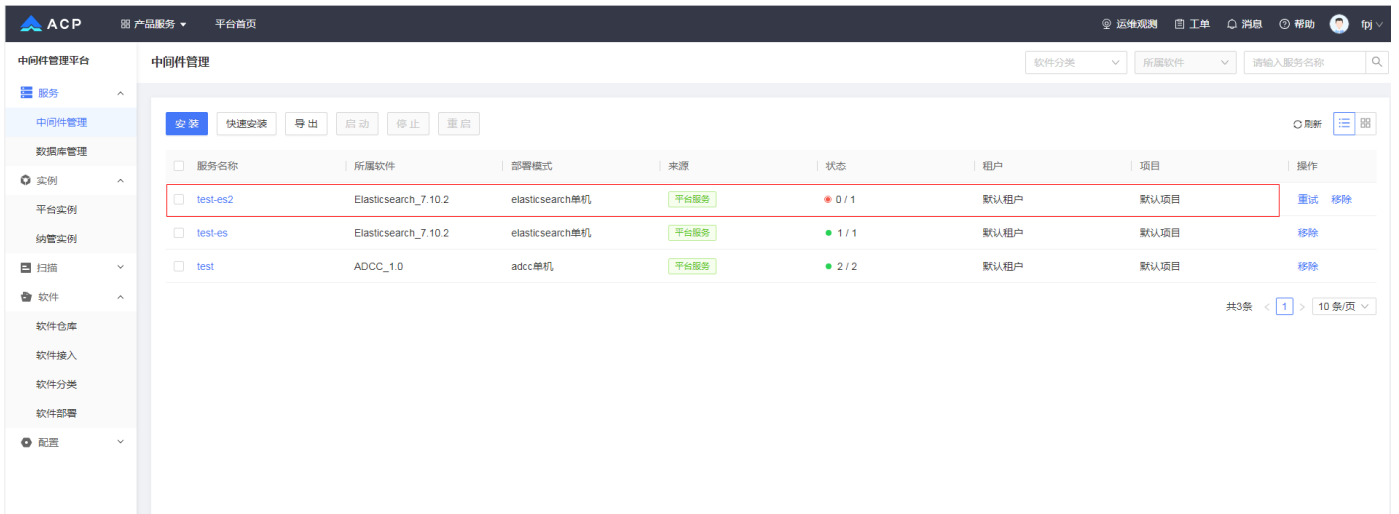 ACP 产品服务 平台首页 运维观测 工单 消息 帮助 fpj
中间件管理平台
服务
中间件管理
数据库管理
实例
平台实例
纳管实例
扫描
软件
软件仓库
软件接入
软件分类
软件部署
配置
中间件管理 软件分类 所属软件 请输入服务名称
安装 快速安装 导出 启动 停止 重启 刷新
服务名称 所属软件 部署模式 来源 状态 租户 项目 操作
test-es2 Elasticsearch_7.10.2 elasticsearch单机 平台服务 0 / 1 默认租户 默认项目 重试 移除
test-es Elasticsearch_7.10.2 elasticsearch单机 平台服务 1 / 1 默认租户 默认项目 移除
test ADCC_1.0 adcc单机 平台服务 2 / 2 默认租户 默认项目 移除
共3条 < 1 > 10 条/页